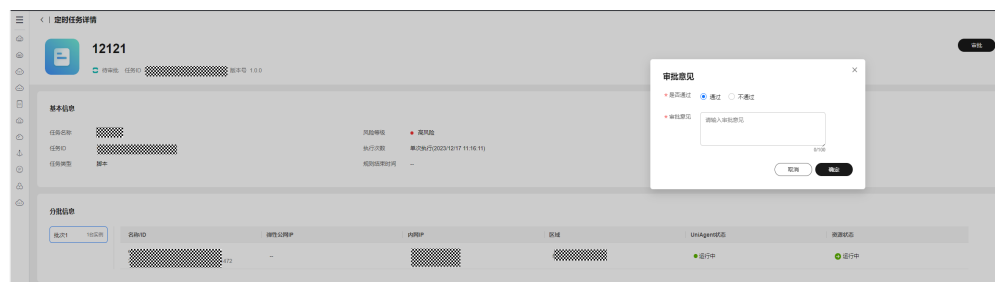 定时任务详情
12121
待审批 任务ID 版本号 1.0.0
审批
基本信息
任务名称
任务ID
任务类型 脚本
风险等级 高风险
执行次数 单次执行(2023/12/17 11:16:11)
规则结束时间 --
审批意见
* 是否通过 通过 不通过
* 审批意见 请输入审批意见
0/100
取消 确定
分批信息
批次1
名称/ID 弹性公网IP 内网IP 区域 UniAgent状态 资源状态
472 -- 运行中 运行中